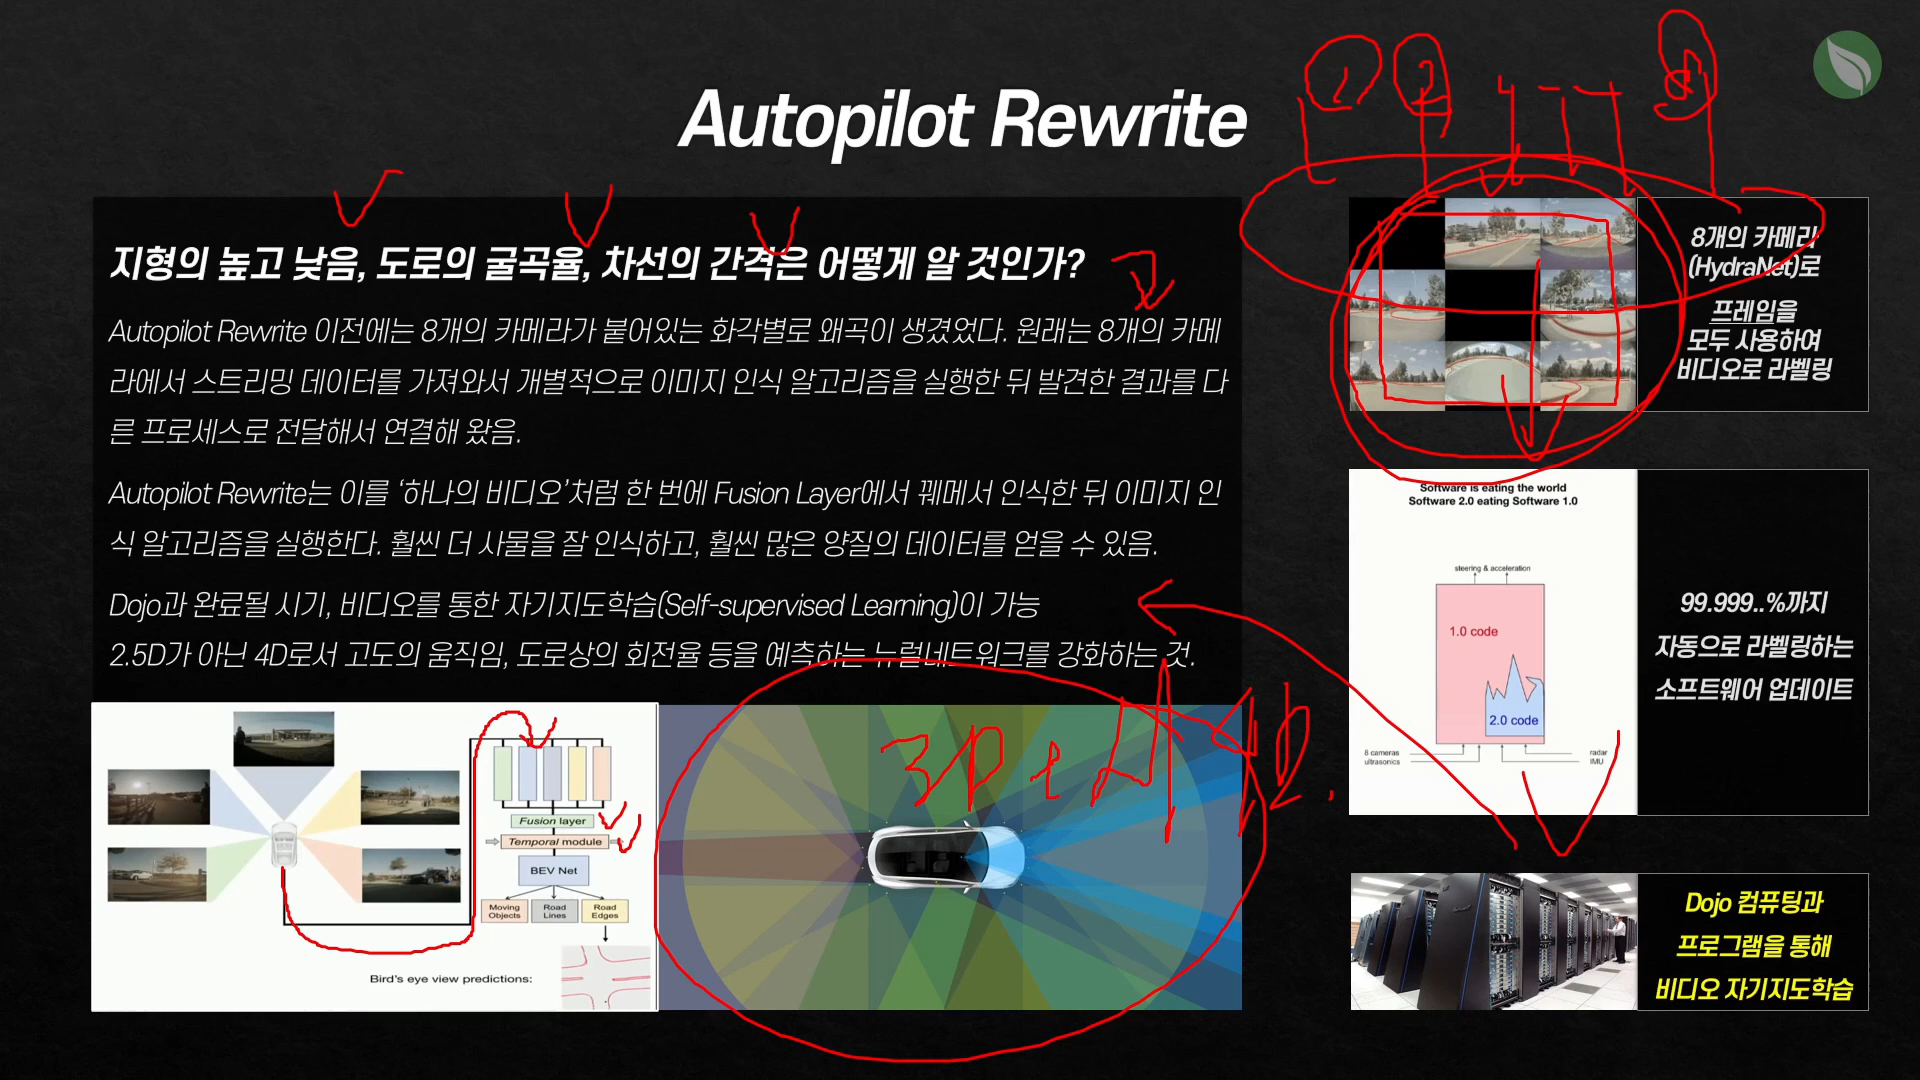 Autopilot Rewrite
지형의 높고 낮음, 도로의 굴곡율, 차선의 간격은 어떻게 알 것인가?
Autopilot Rewrite 이전에는 8개의 카메라가 붙어있는 화각별로 왜곡이 생겼었다. 원래는 8개의 카메
라에서 스트리밍 데이터를 가져와서 개별적으로 이미지 인식 알고리즘을 실행한 뒤 발견한 결과를 다
른 프로세스로 전달해서 연결해 왔음.
Autopilot Rewrite는 이를 ‘하나의 비디오’처럼 한 번에 Fusion Layer에서 꿰메서 인식한 뒤 이미지 인
식 알고리즘을 실행한다. 훨씬 더 사물을 잘 인식하고, 훨씬 많은 양질의 데이터를 얻을 수 있음.
Dojo과 완료될 시기, 비디오를 통한 자기지도학습(Self-supervised Learning)이 가능
2.5D가 아닌 4D로서 고도의 움직임, 도로상의 회전율 등을 예측하는 뉴럴네트워크를 강화하는 것.
Fusion layer
Temporal module
BEV Net
Moving Objects
Road Lines
Road Edges
Bird's eye view predictions:
4D
8개의 카메라
(HydraNet)로
프레임을
모두 사용하여
비디오로 라벨링
Software is eating the world
Software 2.0 eating Software 1.0
steering & acceleration
1.0 code
2.0 code
8 cameras
ultrasonics
radar
IMU
99.999..%까지
자동으로 라벨링하는
소프트웨어 업데이트
Dojo 컴퓨팅과
프로그램을 통해
비디오 자기지도학습